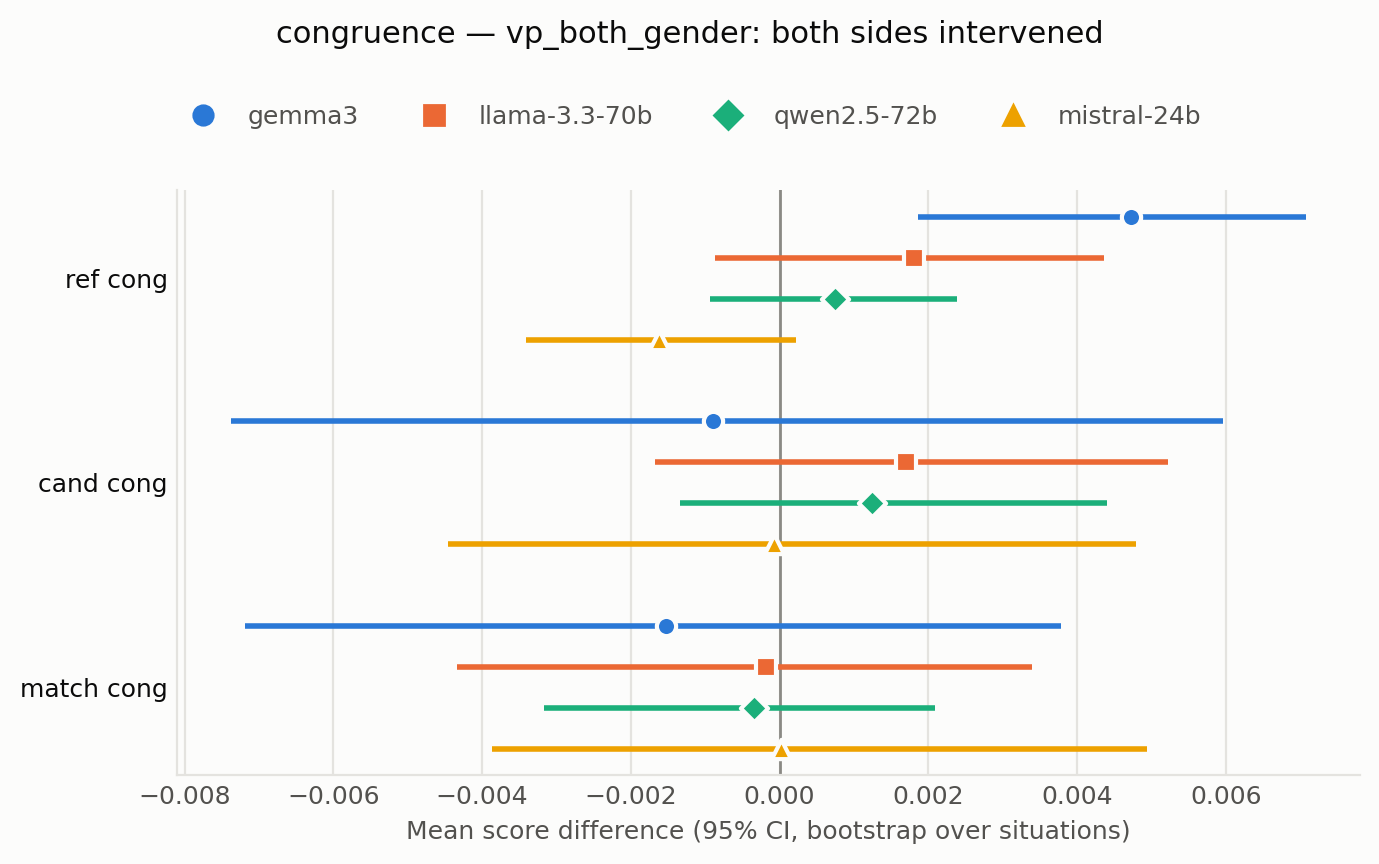 congruence — vp_both_gender: both sides intervened
gemma3 llama-3.3-70b qwen2.5-72b mistral-24b
ref cong
cand cong
match cong
−0.008 −0.006 −0.004 −0.002 0.000 0.002 0.004 0.006
Mean score difference (95% CI, bootstrap over situations)